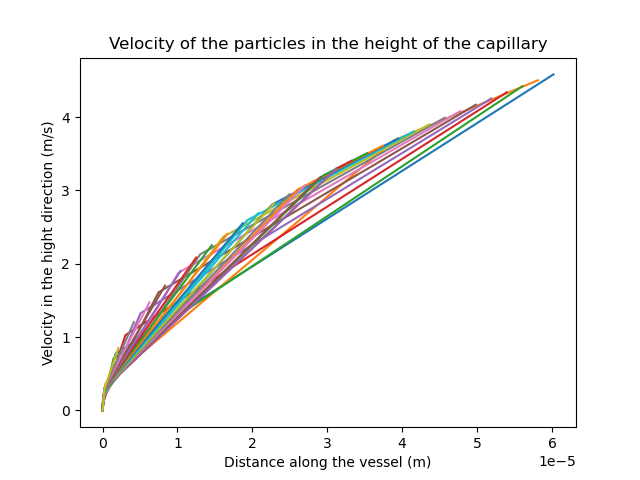 Velocity of the particles in the height of the capillary
Velocity in the hight direction (m/s)
4
3
2
1
0
0 1 2 3 4 5 6
1e−5
Distance along the vessel (m)